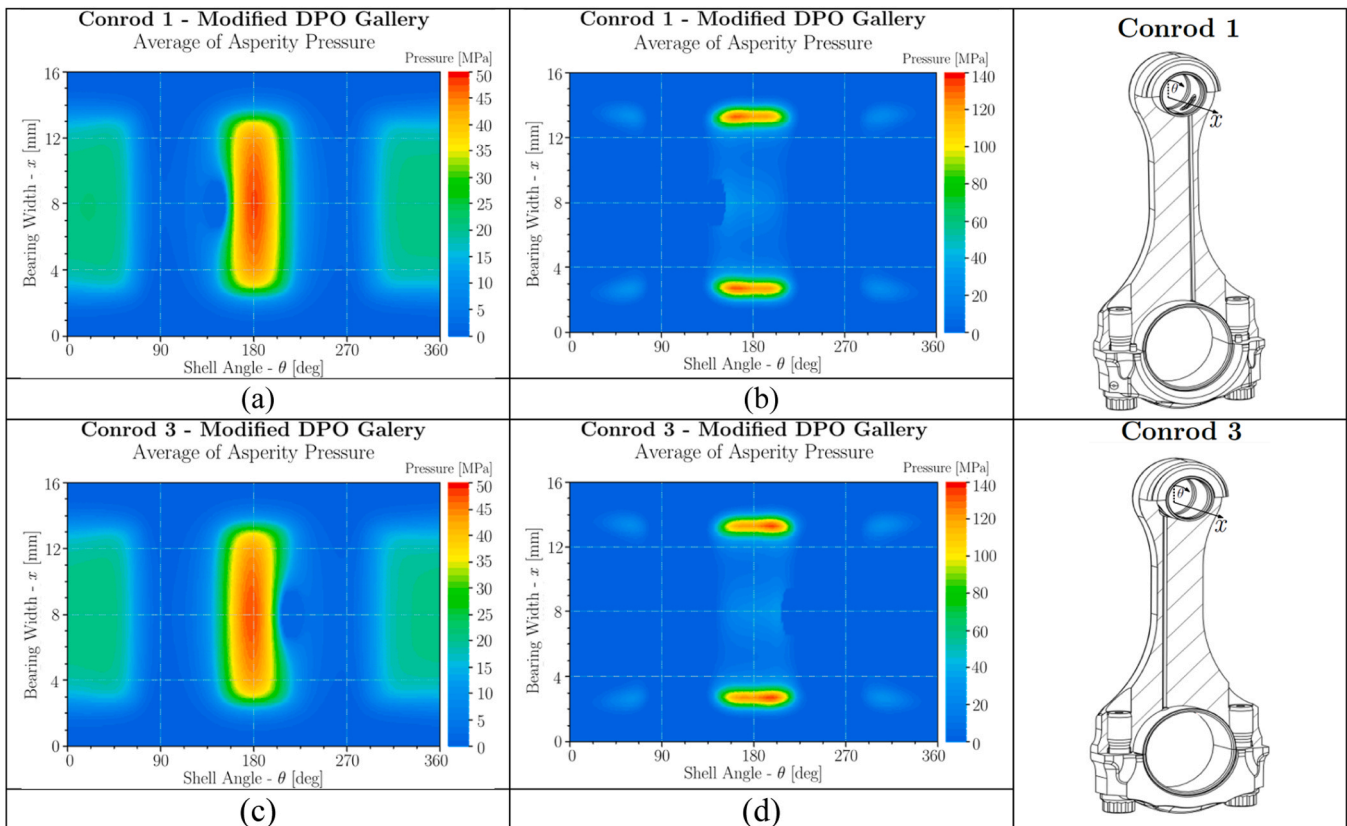 Conrod 1 - Modified DPO Gallery
Average of Asperity Pressure
Pressure [MPa]
16
12
8
4
0
Bearing Width - x [mm]
0 90 180 270 360
Shell Angle - θ [deg]
50
45
40
35
30
25
20
15
10
5
0
(a)
Conrod 1 - Modified DPO Gallery
Average of Asperity Pressure
Pressure [MPa]
16
12
8
4
0
Bearing Width - x [mm]
0 90 180 270 360
Shell Angle - θ [deg]
140
120
100
80
60
40
20
0
(b)
Conrod 1
θ
x
Conrod 3 - Modified DPO Galery
Average of Asperity Pressure
Pressure [MPa]
16
12
8
4
0
Bearing Width - x [mm]
0 90 180 270 360
Shell Angle - θ [deg]
50
45
40
35
30
25
20
15
10
5
0
(c)
Conrod 3 - Modified DPO Gallery
Average of Asperity Pressure
Pressure [MPa]
16
12
8
4
0
Bearing Width - x [mm]
0 90 180 270 360
Shell Angle - θ [deg]
140
120
100
80
60
40
20
0
(d)
Conrod 3
θ
x